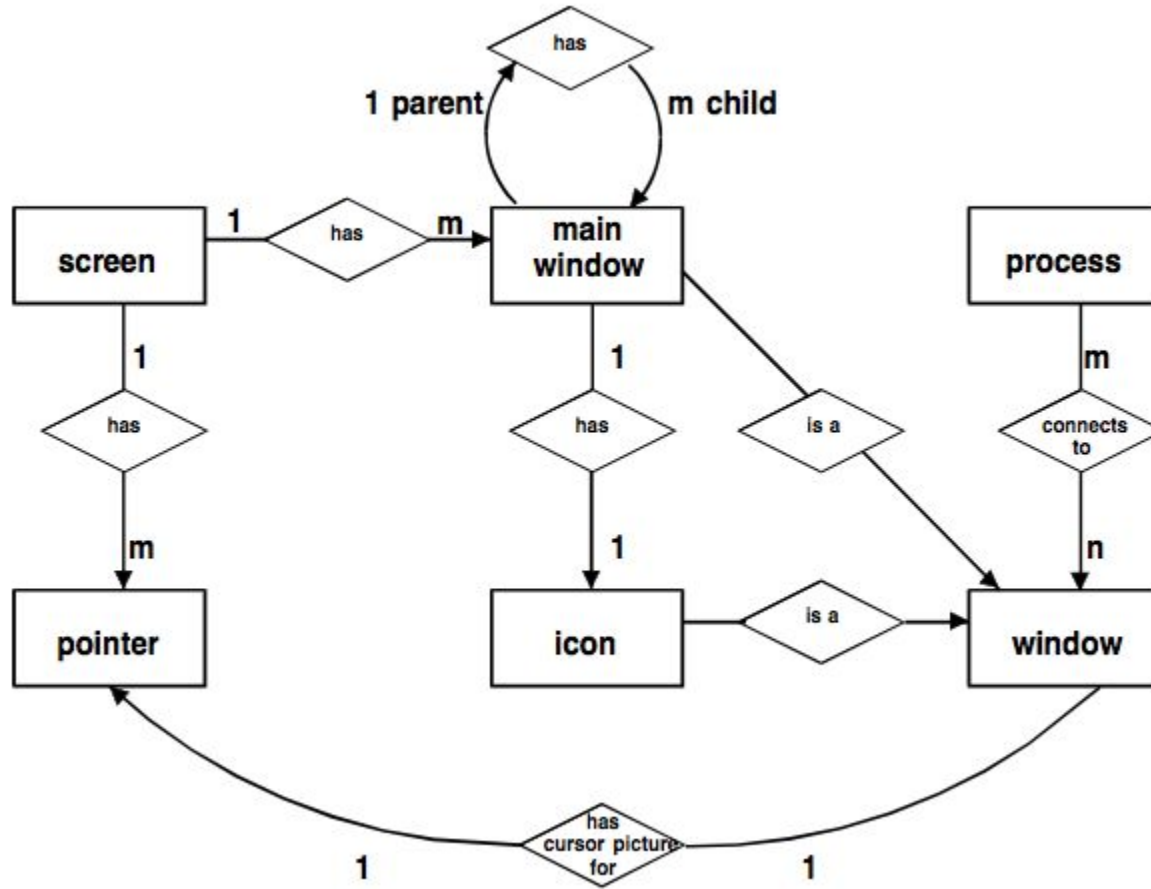 has
1 parent
m child
1
has
m
main
window
screen
process
1
1
m
has
has
is a
connects
to
m
1
n
pointer
icon
is a
window
has
cursor picture
for
1
1